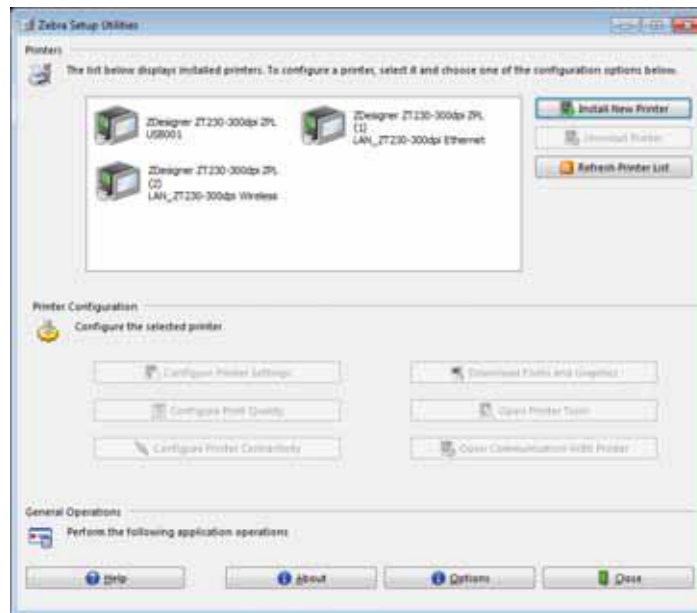 Zebra Setup Utilities
Printers
The list below displays installed printers. To configure a printer, select it and choose one of the configuration options below.
ZDesigner ZT230-300dpi ZPL
USB001
ZDesigner ZT230-300dpi ZPL
(1)
LAN_ZT230-300dpi Ethernet
ZDesigner ZT230-300dpi ZPL
(2)
LAN_ZT230-300dpi Wireless
Install New Printer
Uninstall Printer
Refresh Printer List
Printer Configuration
Configure the selected printer
Configure Printer Settings
Download Fonts and Graphics
Configure Print Quality
Open Printer Tools
Configure Printer Connectivity
Open Communication With Printer
General Operations
Perform the following application operations
Help
About
Options
Close